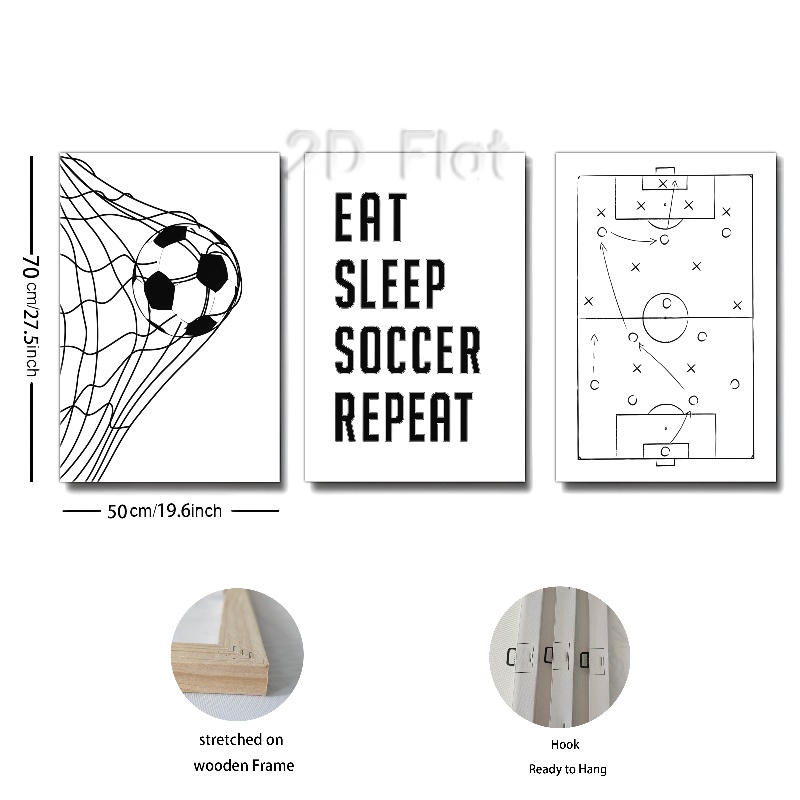 2D Flat
EAT
SLEEP
SOCCER
REPEAT
70 cm/27.5inch
50cm/19.6inch
stretched on
wooden Frame
Hook
Ready to Hang